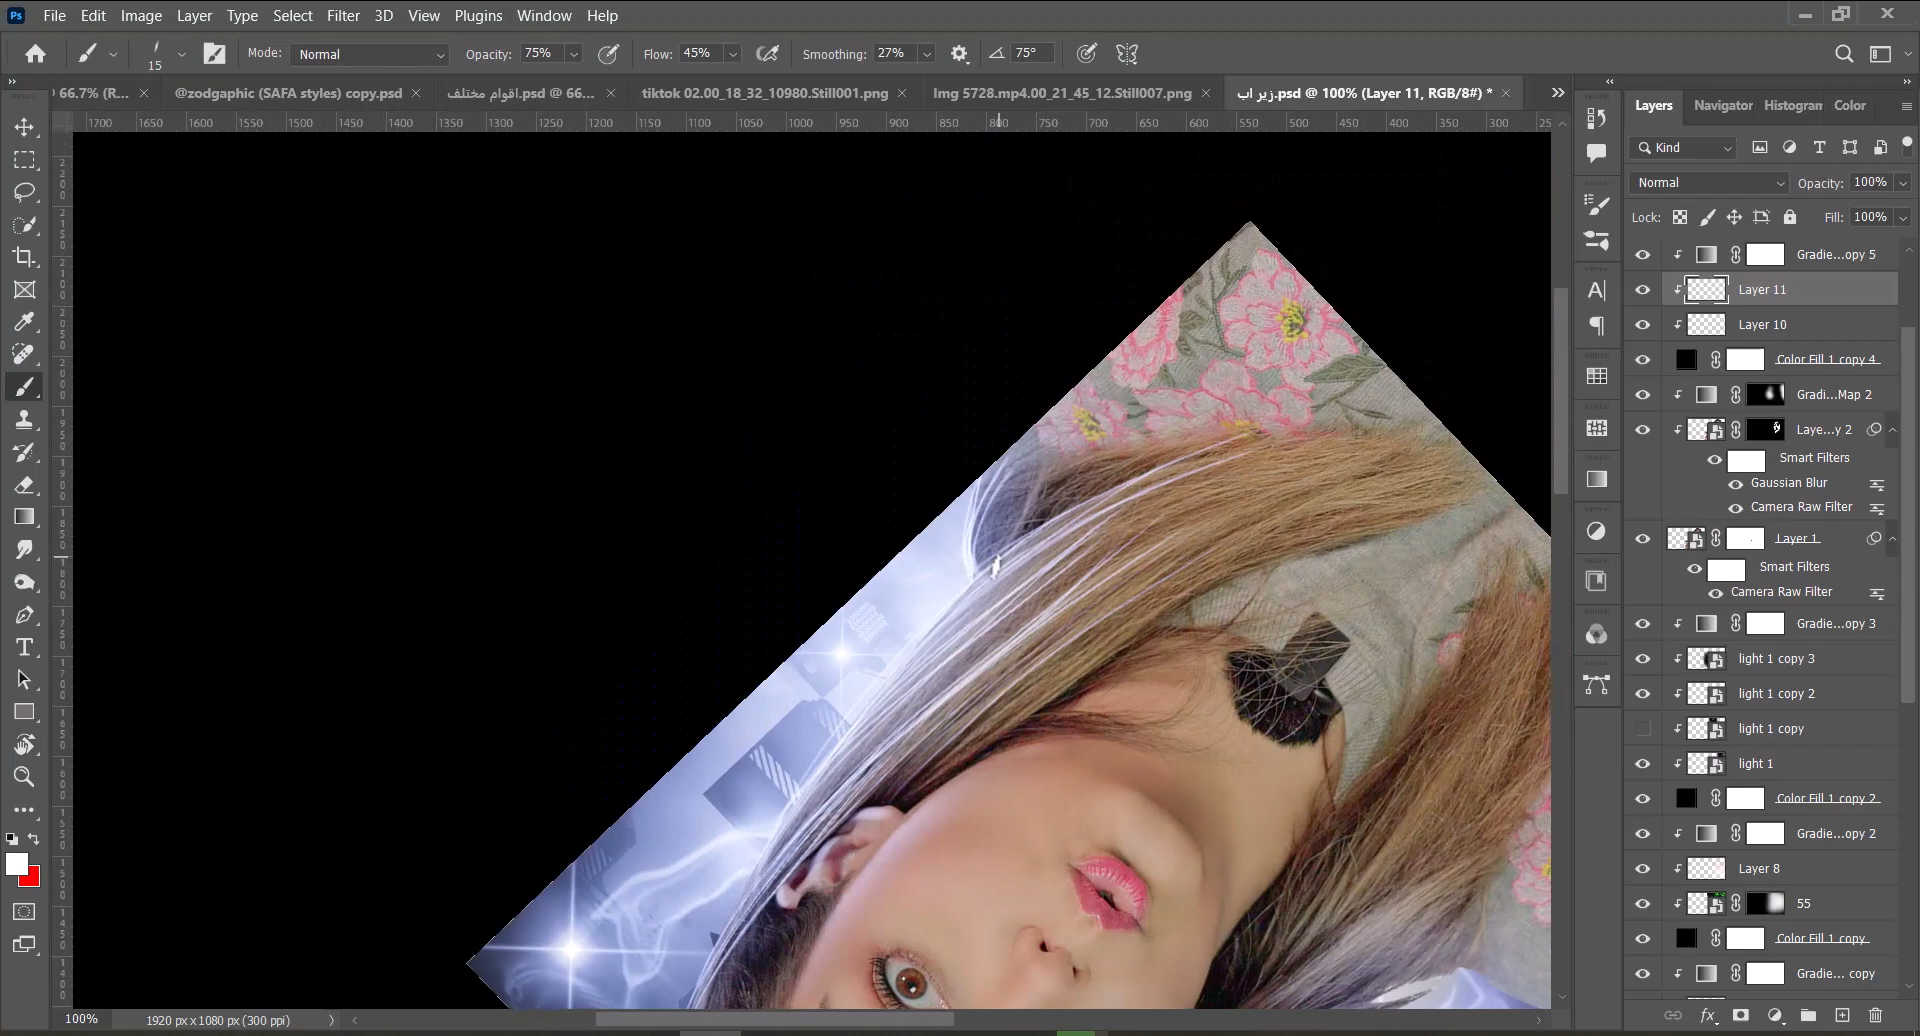 File Edit Image Layer Type Select Filter 3D View Plugins Window Help
15 Mode: Normal Opacity: 75% Flow: 45% Smoothing: 27% 75°
66.7% (R... @zodgaphic (SAFA styles) copy.psd اقوام مختلف.psd @ 66... tiktok 02.00_18_32_10980.Still001.png Img 5728.mp4.00_21_45_12.Still007.png زیر اب.psd @ 100% (Layer 11, RGB/8#) *
1700 1650 1600 1550 1500 1450 1400 1350 1300 1250 1200 1150 1100 1050 1000 950 900 850 800 750 700 650 600 550 500 450 400 350 300 25
Layers Navigator Histogram Color
Kind
Normal Opacity: 100%
Lock: Fill: 100%
Gradie...opy 5
Layer 11
Layer 10
Color Fill 1 copy 4
Gradi...Map 2
Laye...y 2
Smart Filters
Gaussian Blur
Camera Raw Filter
Layer 1
Smart Filters
Camera Raw Filter
Gradie...opy 3
light 1 copy 3
light 1 copy 2
light 1 copy
light 1
Color Fill 1 copy 2
Gradie...opy 2
Layer 8
55
Color Fill 1 copy
Gradie... copy
100% 1920 px x 1080 px (300 ppi)